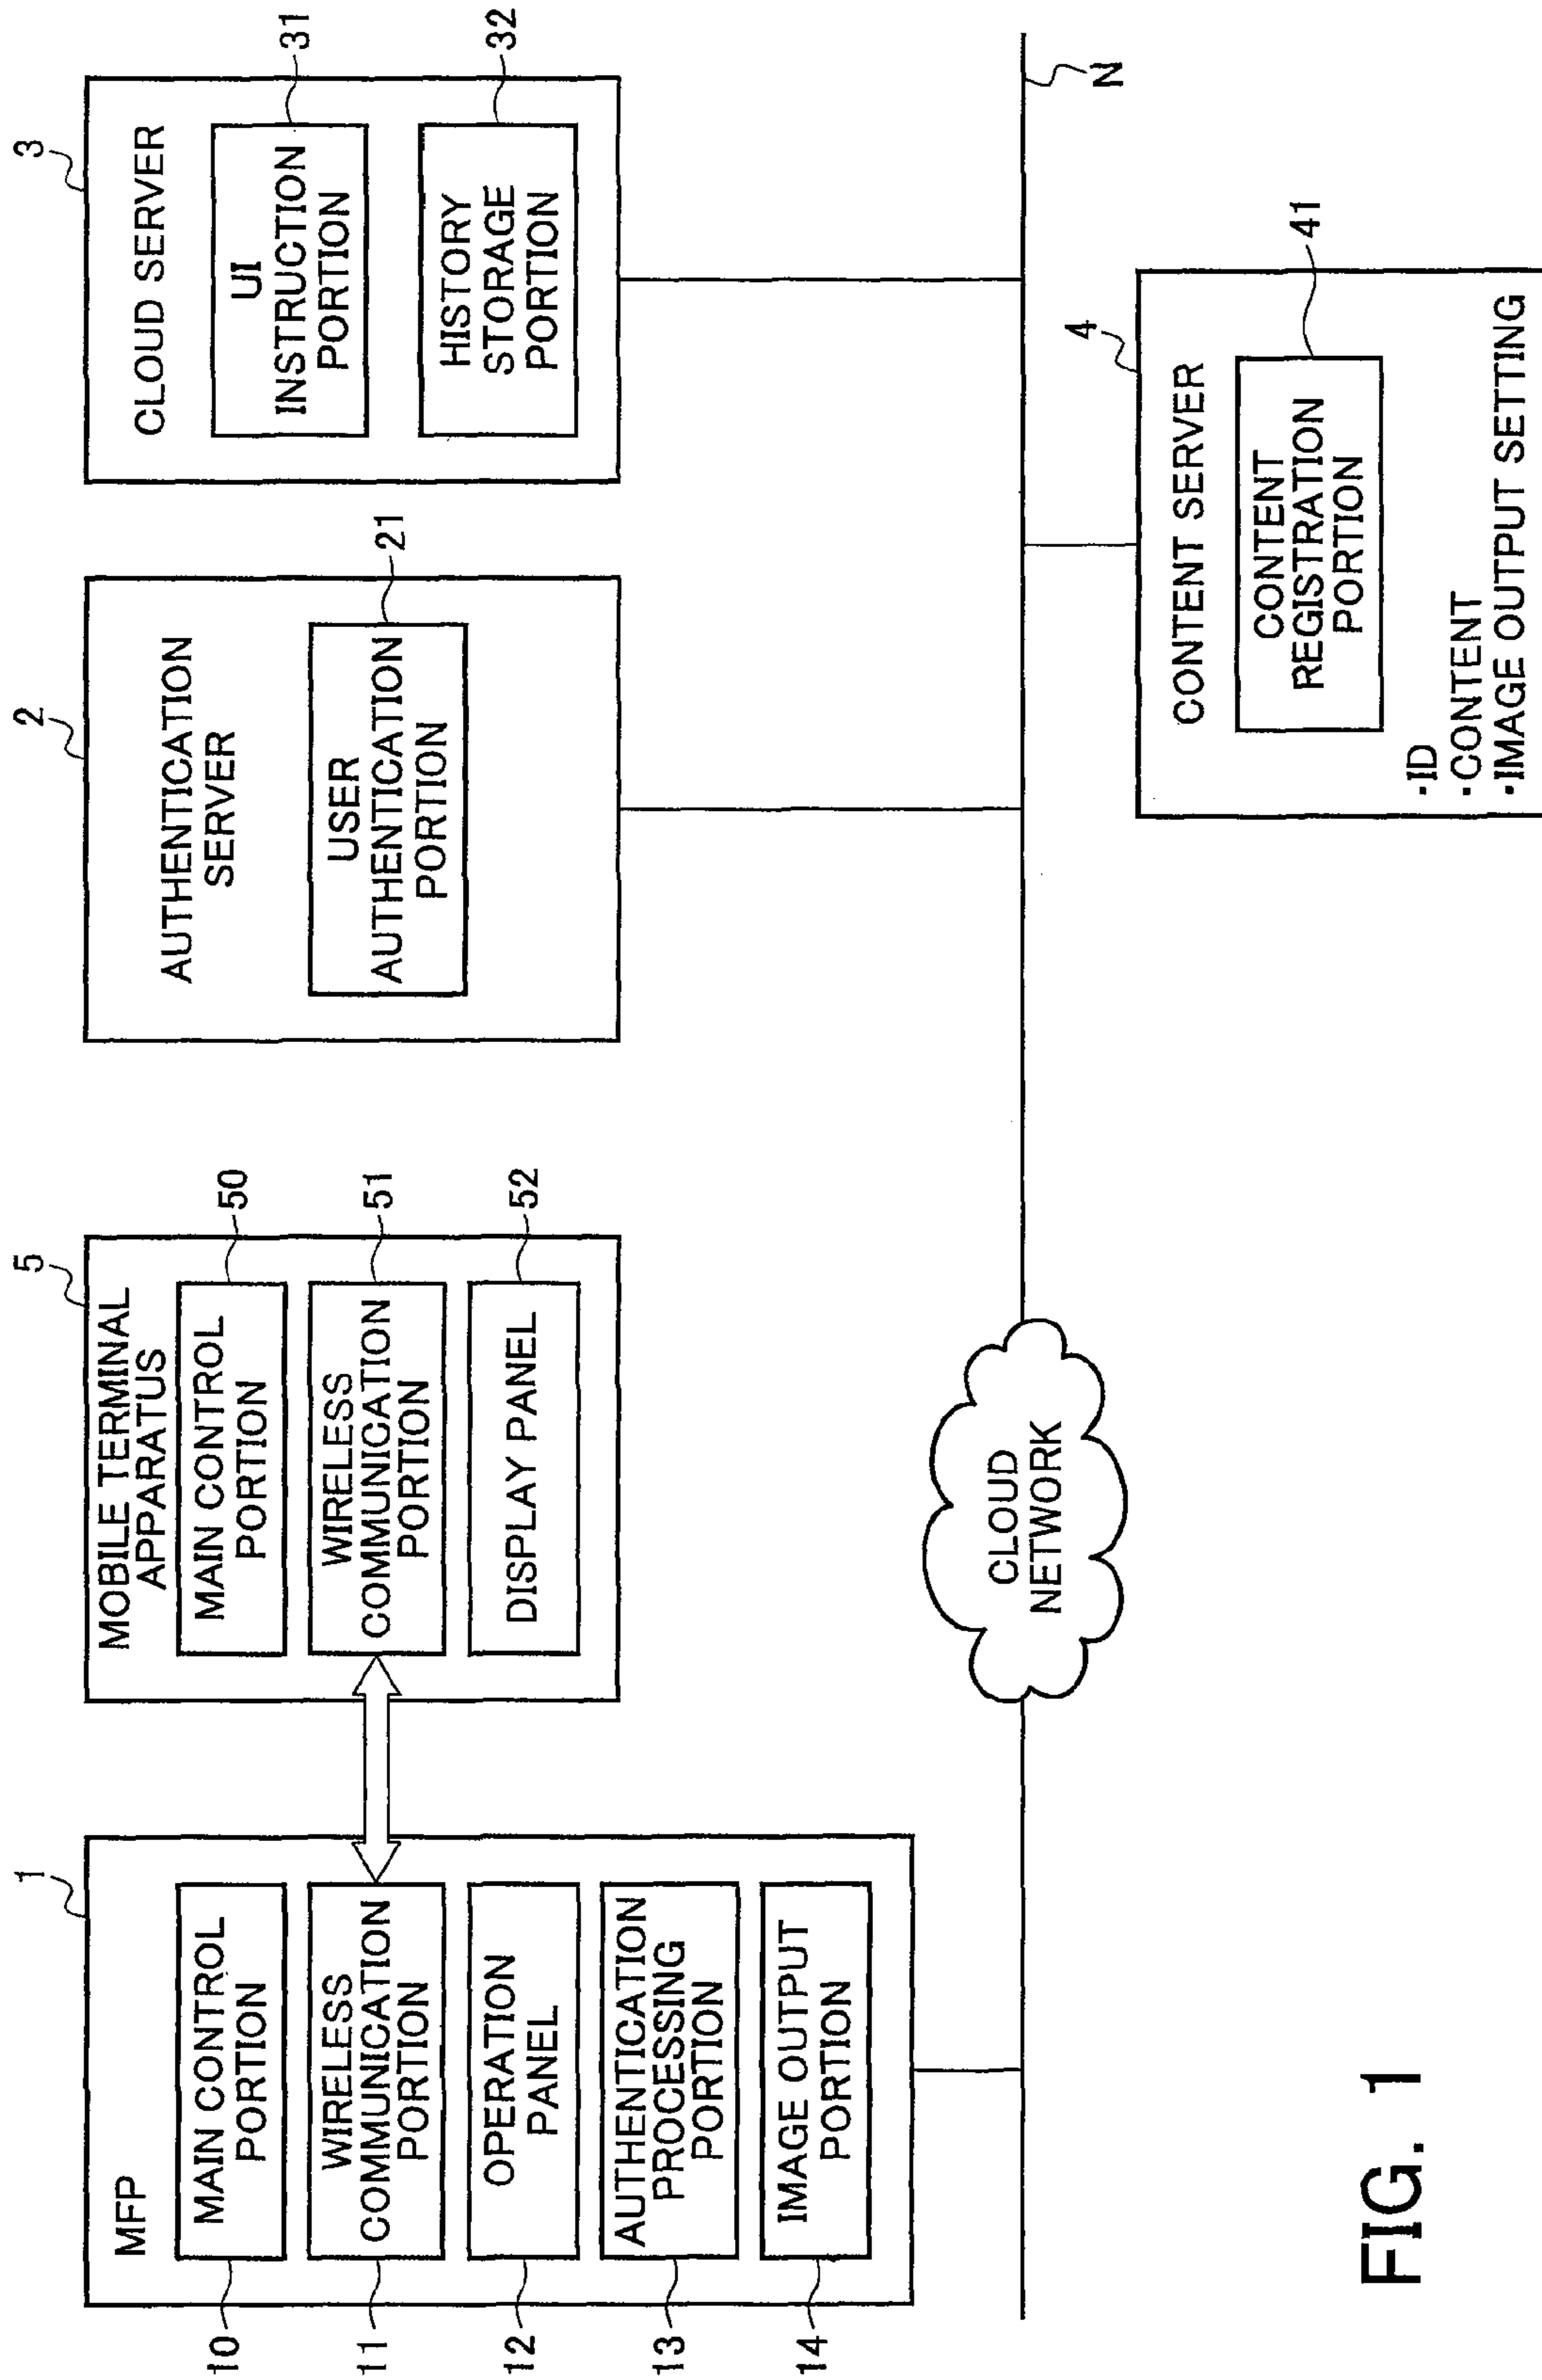 1
MFP
10
MAIN CONTROL
PORTION
11
WIRELESS
COMMUNICATION
PORTION
12
OPERATION
PANEL
13
AUTHENTICATION
PROCESSING
PORTION
14
IMAGE OUTPUT
PORTION
5
MOBILE TERMINAL
APPARATUS
MAIN CONTROL
PORTION
50
WIRELESS
COMMUNICATION
PORTION
51
DISPLAY PANEL
52
2
AUTHENTICATION
SERVER
USER
AUTHENTICATION
PORTION
21
3
CLOUD SERVER
UI
INSTRUCTION
PORTION
31
HISTORY
STORAGE
PORTION
32
CLOUD
NETWORK
N
4
CONTENT SERVER
CONTENT
REGISTRATION
PORTION
41
·ID
·CONTENT
·IMAGE OUTPUT SETTING
FIG. 1